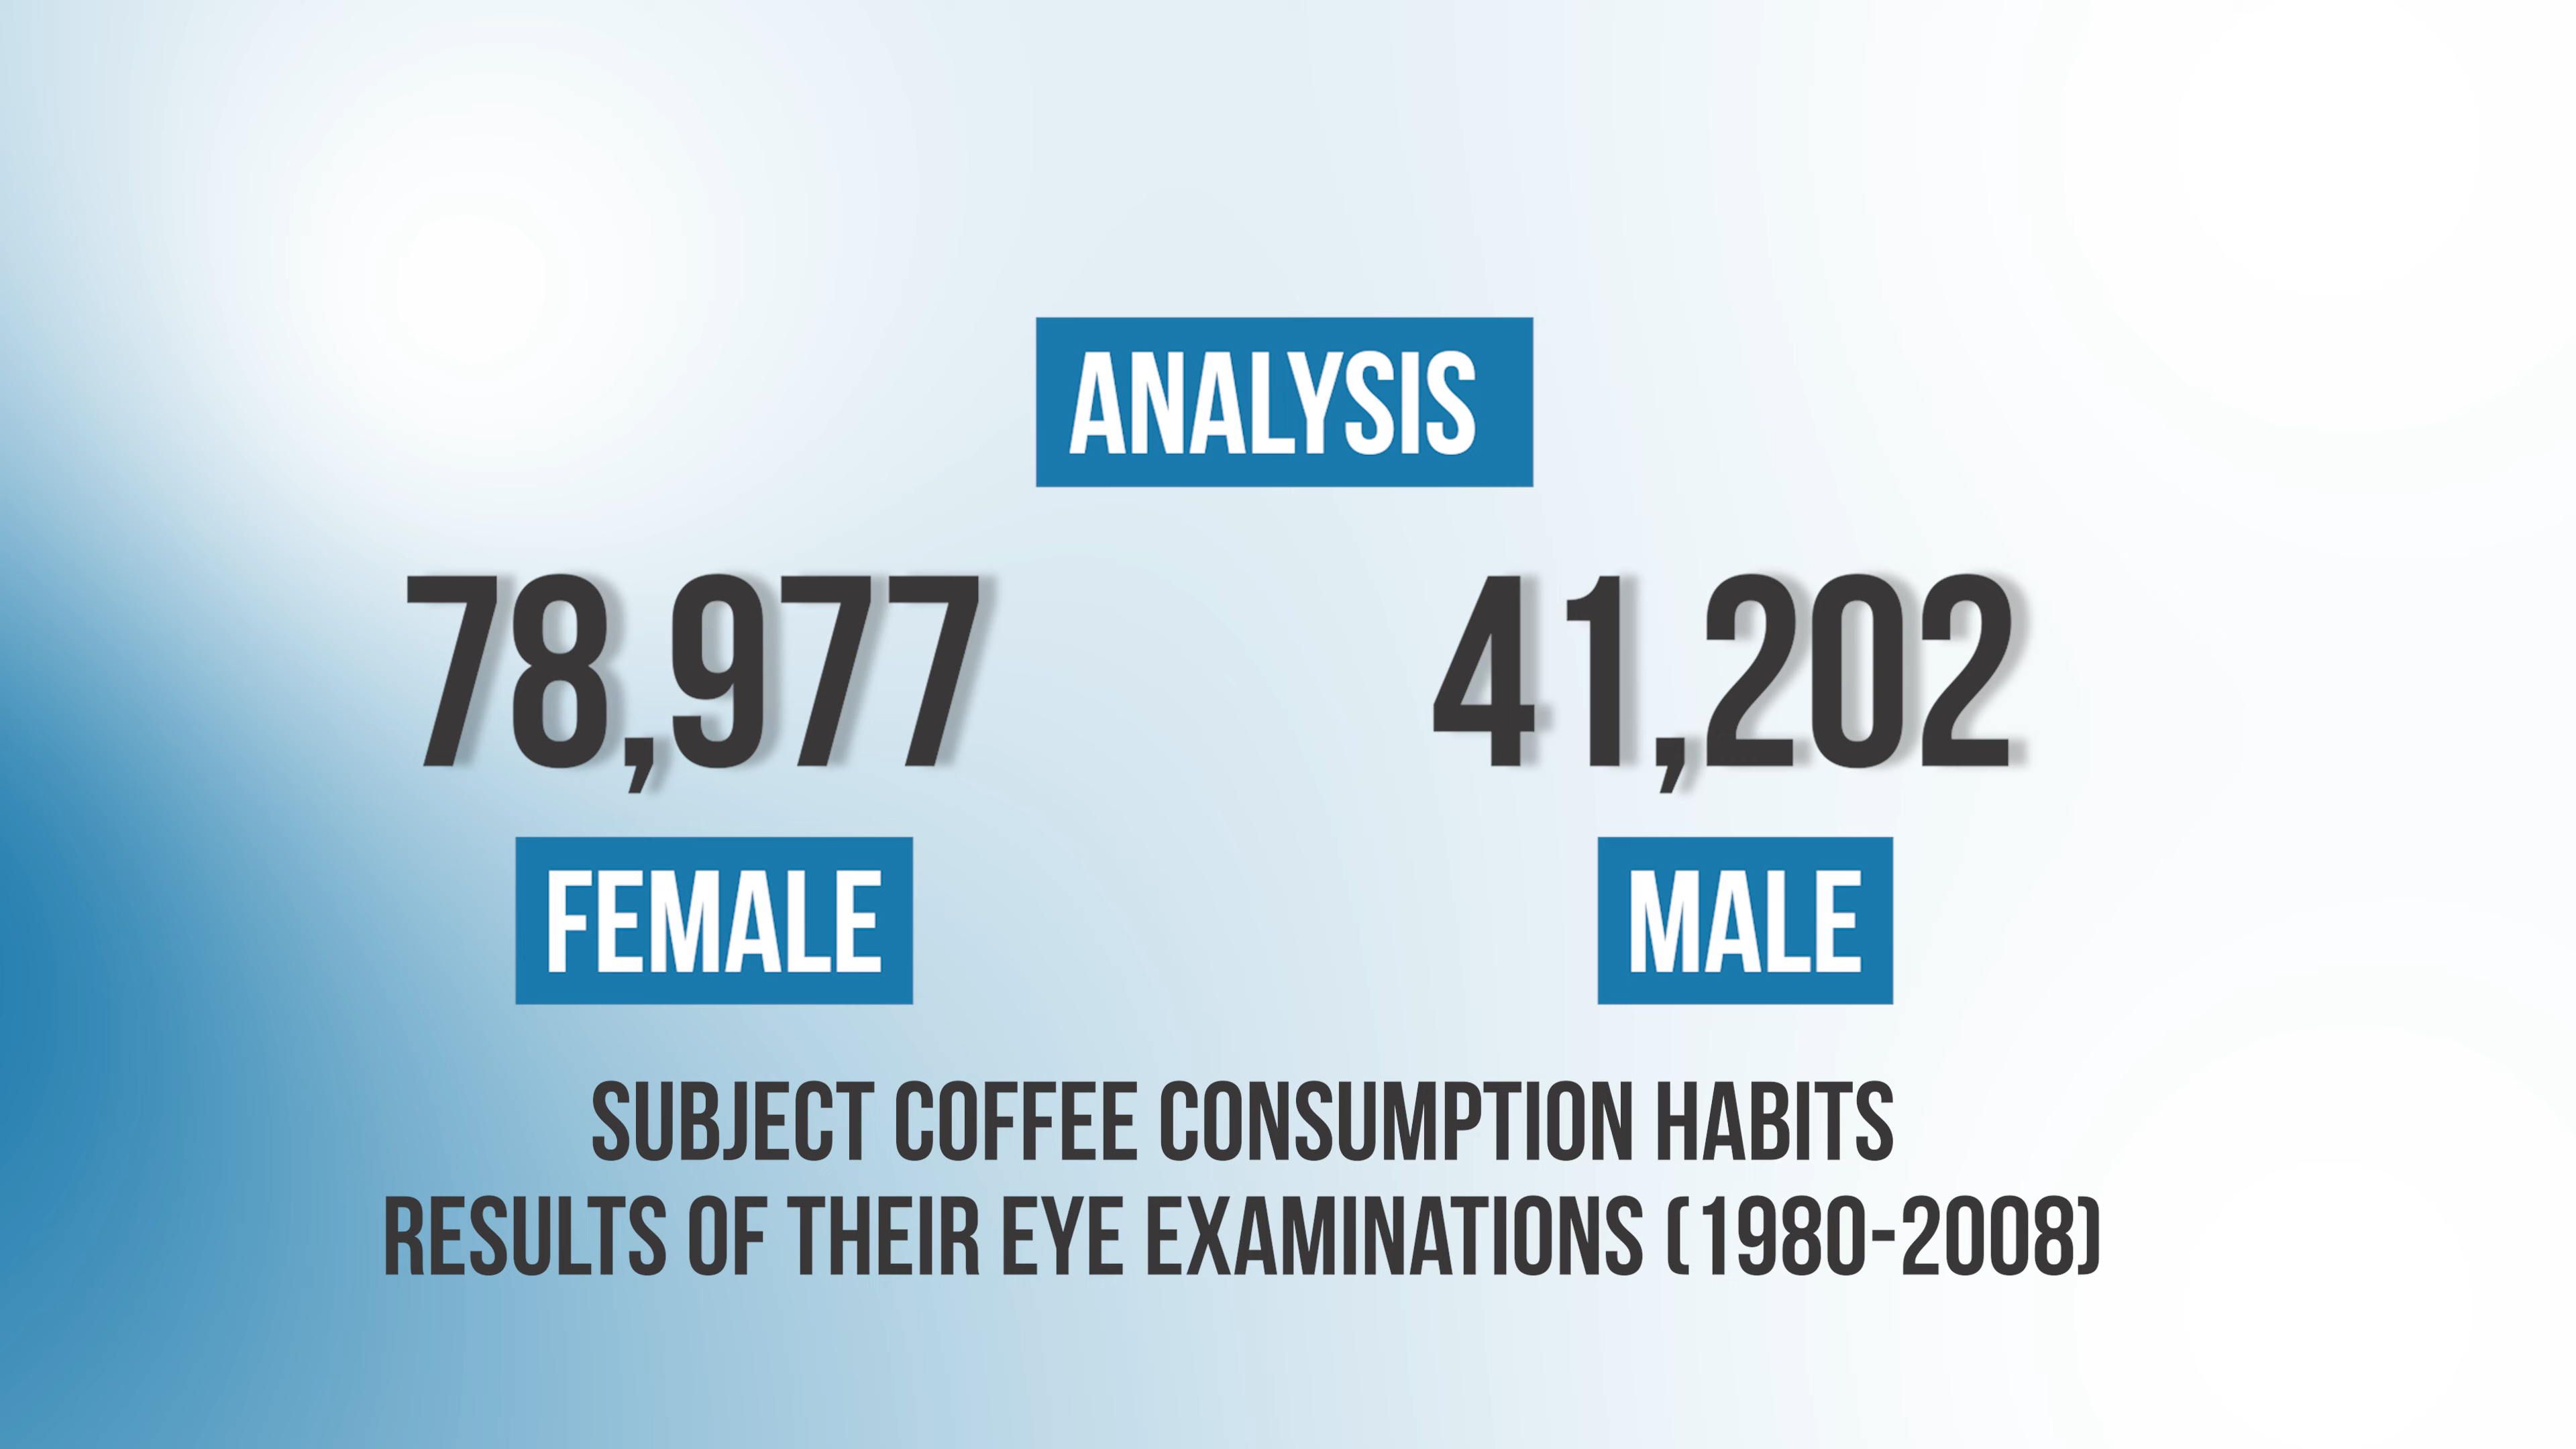 ANALYSIS
78,977 41,202
FEMALE MALE
SUBJECT COFFEE CONSUMPTION HABITS
RESULTS OF THEIR EYE EXAMINATIONS (1980-2008)